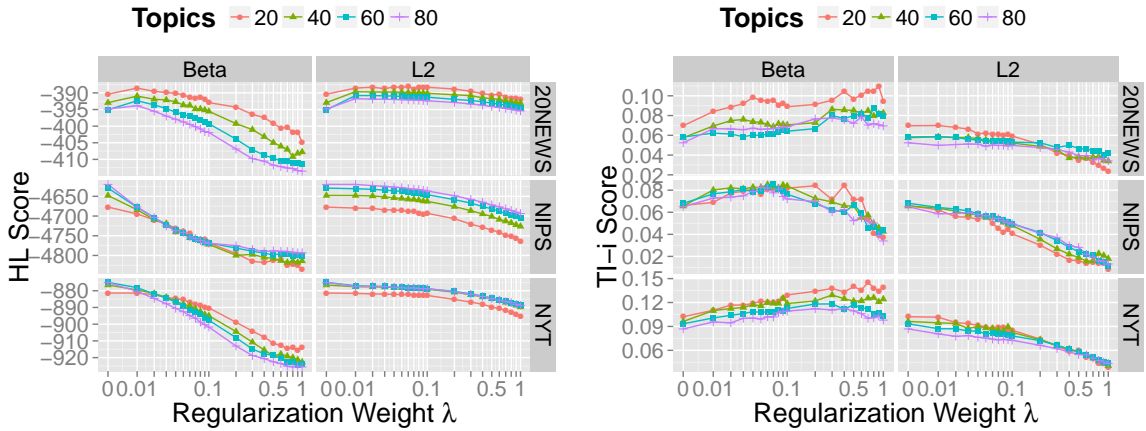 Topics 20 40 60 80
Beta L2
−390
−395
−400
−405
−410
20NEWS
−4650
−4700
−4750
−4800
NIPS
−880
−890
−900
−910
−920
NYT
HL Score
0 0.01 0.1 0.5 1 0 0.01 0.1 0.5 1
Regularization Weight λ
Topics 20 40 60 80
Beta L2
0.10
0.08
0.06
0.04
0.02
20NEWS
0.08
0.06
0.04
0.02
NIPS
0.15
0.12
0.09
0.06
NYT
TI−i Score
0 0.01 0.1 0.5 1 0 0.01 0.1 0.5 1
Regularization Weight λ